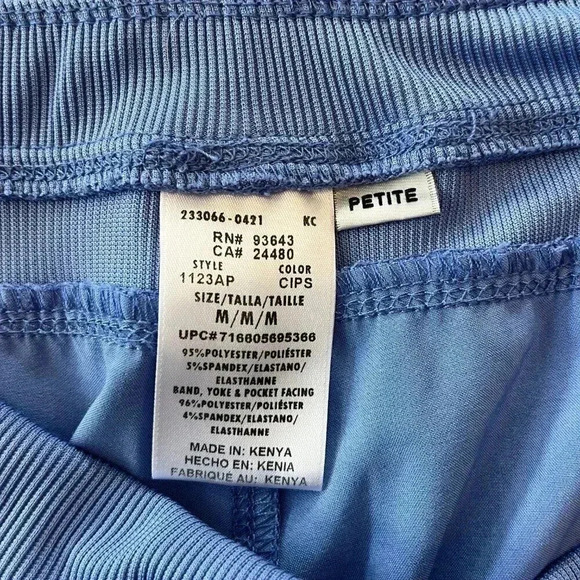 233066-0421 KC
PETITE
RN# 93643
CA# 24480
STYLE COLOR
1123AP CIPS
SIZE/TALLA/TAILLE
M/M/M
UPC#716605695366
95%POLYESTER/POLIÉSTER
5%SPANDEX/ELASTANO/
ELASTHANNE
BAND, YOKE & POCKET FACING
96%POLYESTER/POLIÉSTER
4%SPANDEX/ELASTANO/
ELASTHANNE
MADE IN: KENYA
HECHO EN: KENIA
FABRIQUÉ AU: KENYA